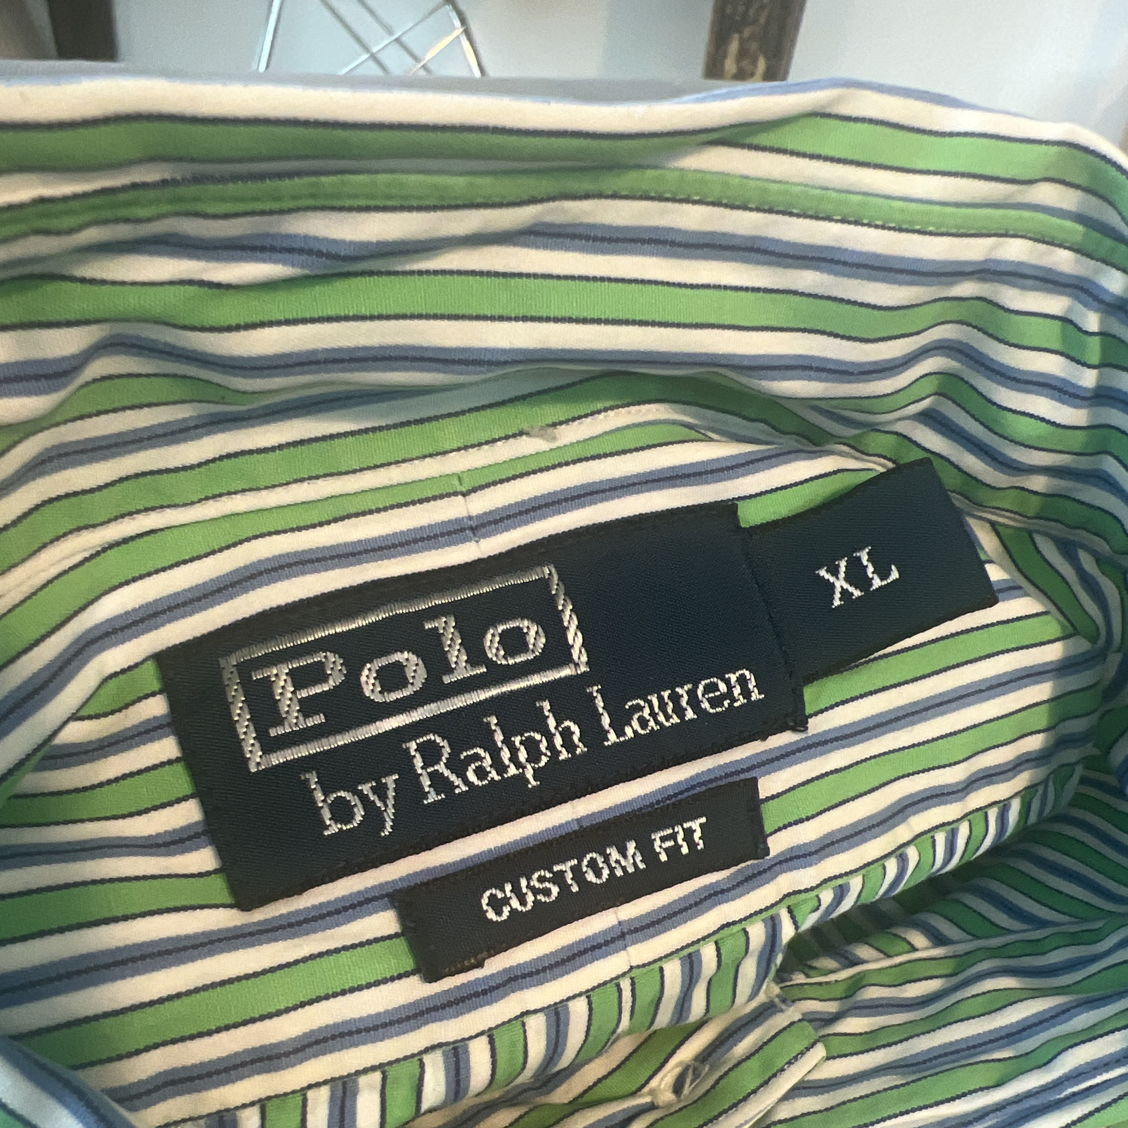 Polo
by Ralph Lauren
XL
CUSTOM FIT